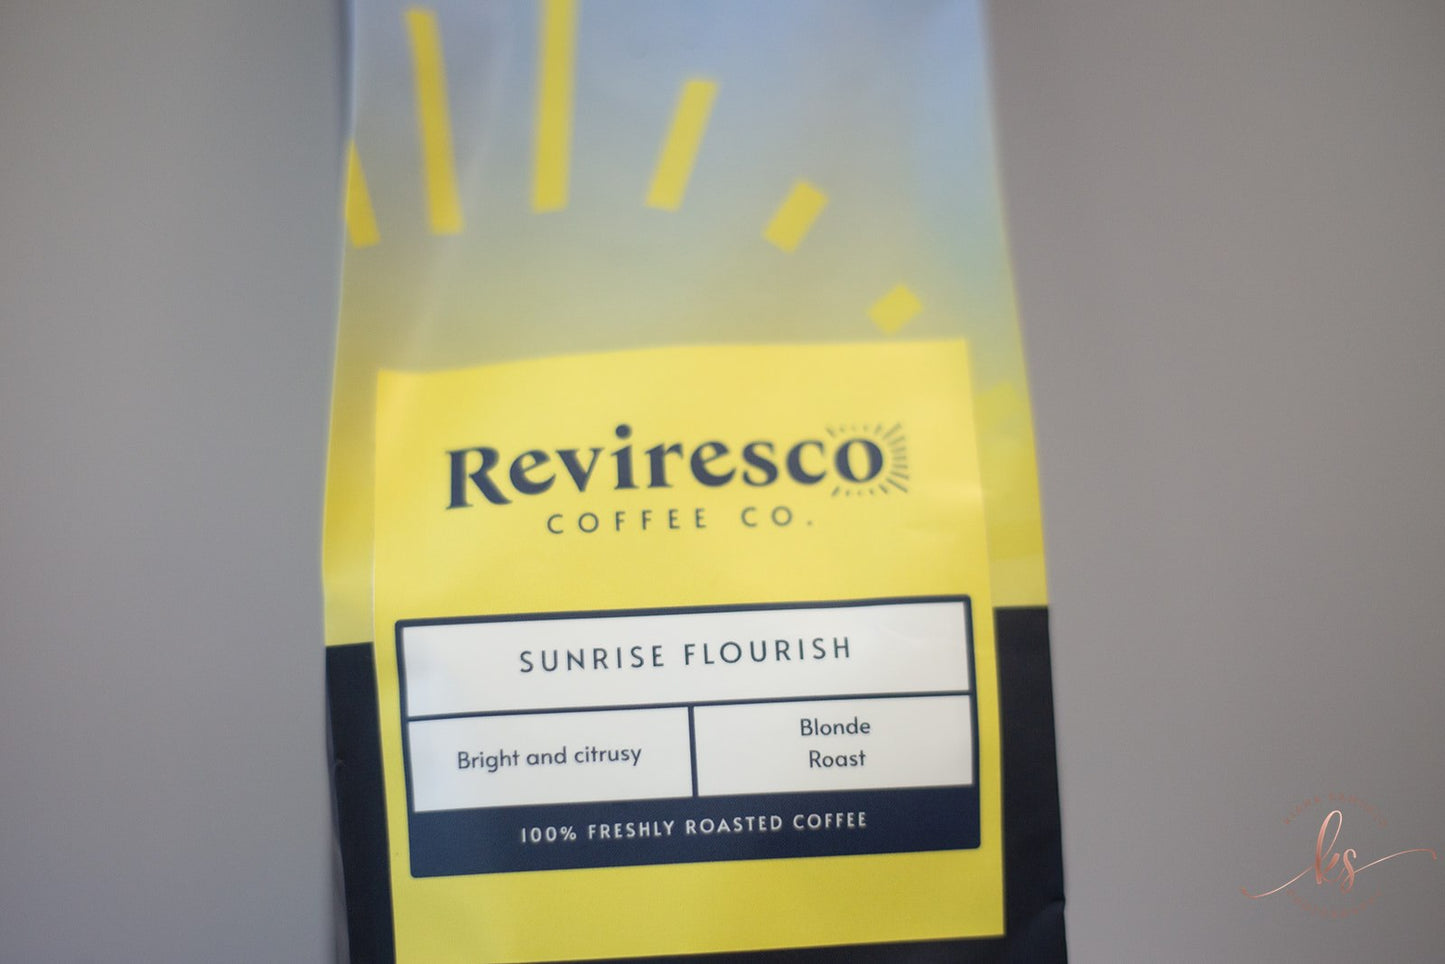 Reviresco
COFFEE CO.
SUNRISE FLOURISH
Bright and citrusy
Blonde
Roast
100% FRESHLY ROASTED COFFEE
ks